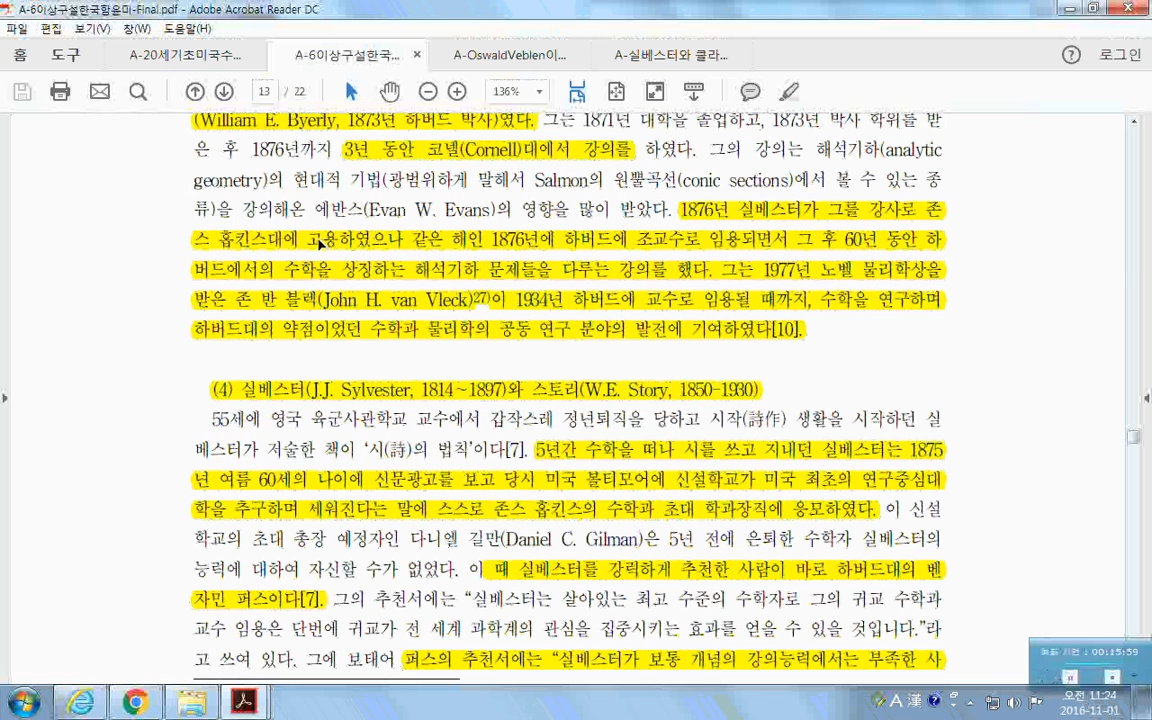 A-6이상구설한국함윤미-Final.pdf - Adobe Acrobat Reader DC
파일 편집 보기(V) 창(W) 도움말(H)
홈 도구 A-20세기초미국수... A-6이상구설한국... × A-OswaldVeblen이... A-실베스터와 클라... 로그인
13 / 22 136%
(William E. Byerly, 1873년 하버드 박사)였다. 그는 1871년 대학을 졸업하고, 1873년 박사 학위를 받
은 후 1876년까지 3년 동안 코넬(Cornell)대에서 강의를 하였다. 그의 강의는 해석기하(analytic
geometry)의 현대적 기법(광범위하게 말해서 Salmon의 원뿔곡선(conic sections)에서 볼 수 있는 종
류)을 강의해온 에반스(Evan W. Evans)의 영향을 많이 받았다. 1876년 실베스터가 그를 강사로 존
스 홉킨스대에 고용하였으나 같은 해인 1876년에 하버드에 조교수로 임용되면서 그 후 60년 동안 하
버드에서의 수학을 상징하는 해석기하 문제들을 다루는 강의를 했다. 그는 1977년 노벨 물리학상을
받은 존 반 블랙(John H. van Vleck)27)이 1934년 하버드에 교수로 임용될 때까지, 수학을 연구하며
하버드대의 약점이었던 수학과 물리학의 공동 연구 분야의 발전에 기여하였다[10].
(4) 실베스터(J.J. Sylvester, 1814~1897)와 스토리(W.E. Story, 1850-1930)
55세에 영국 육군사관학교 교수에서 갑작스레 정년퇴직을 당하고 시작(詩作) 생활을 시작하던 실
베스터가 저술한 책이 ‘시(詩)의 법칙’이다[7]. 5년간 수학을 떠나 시를 쓰고 지내던 실베스터는 1875
년 여름 60세의 나이에 신문광고를 보고 당시 미국 볼티모어에 신설학교가 미국 최초의 연구중심대
학을 추구하며 세워진다는 말에 스스로 존스 홉킨스의 수학과 초대 학과장직에 응모하였다. 이 신설
학교의 초대 총장 예정자인 다니엘 길만(Daniel C. Gilman)은 5년 전에 은퇴한 수학자 실베스터의
능력에 대하여 자신할 수가 없었다. 이 때 실베스터를 강력하게 추천한 사람이 바로 하버드대의 벤
자민 퍼스이다[7]. 그의 추천서에는 “실베스터는 살아있는 최고 수준의 수학자로 그의 귀교 수학과
교수 임용은 단번에 귀교가 전 세계 과학계의 관심을 집중시키는 효과를 얻을 수 있을 것입니다.”라
고 쓰여 있다. 그에 보태어 퍼스의 추천서에는 “실베스터가 보통 개념의 강의능력에서는 부족한 사
00:15:59
A 漢
오전 11:24
2016-11-01